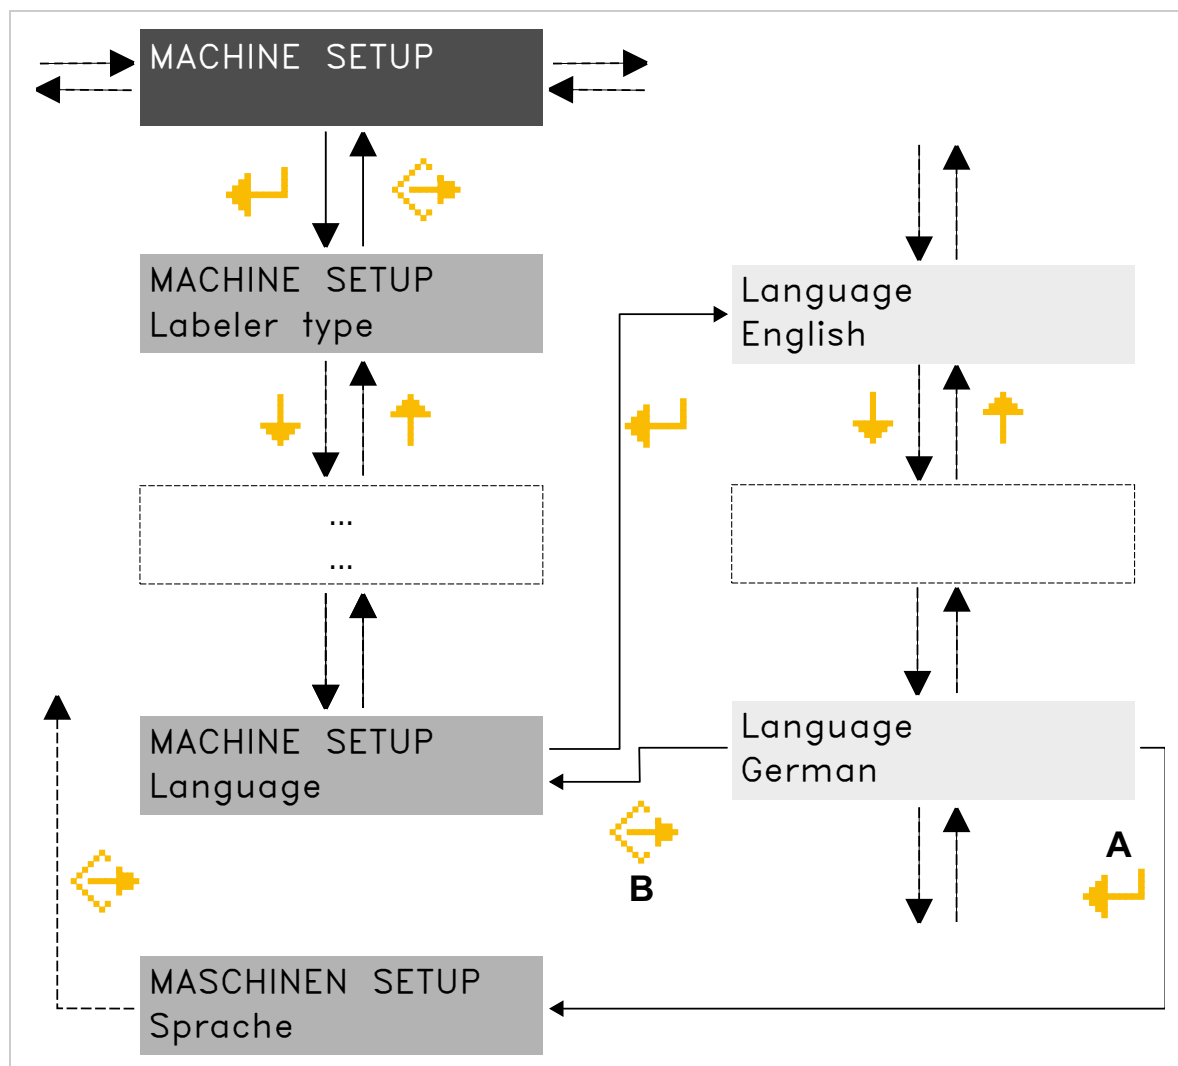 MACHINE SETUP
MACHINE SETUP
Labeler type
Language
English
...
...
MACHINE SETUP
Language
Language
German
A
B
MASCHINEN SETUP
Sprache